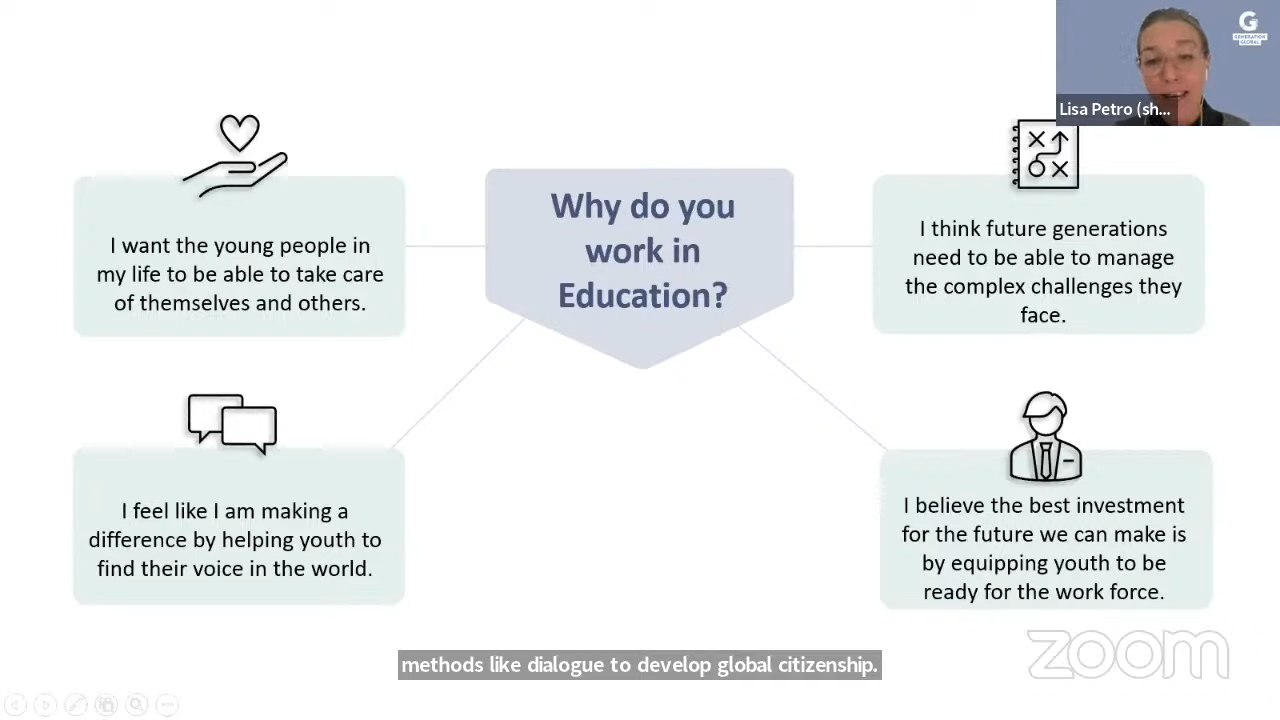 G
GENERATION
GLOBAL
Lisa Petro (sh...
Why do you
work in
Education?
I want the young people in
my life to be able to take care
of themselves and others.
I think future generations
need to be able to manage
the complex challenges they
face.
I feel like I am making a
difference by helping youth to
find their voice in the world.
I believe the best investment
for the future we can make is
by equipping youth to be
ready for the work force.
methods like dialogue to develop global citizenship.
zoom